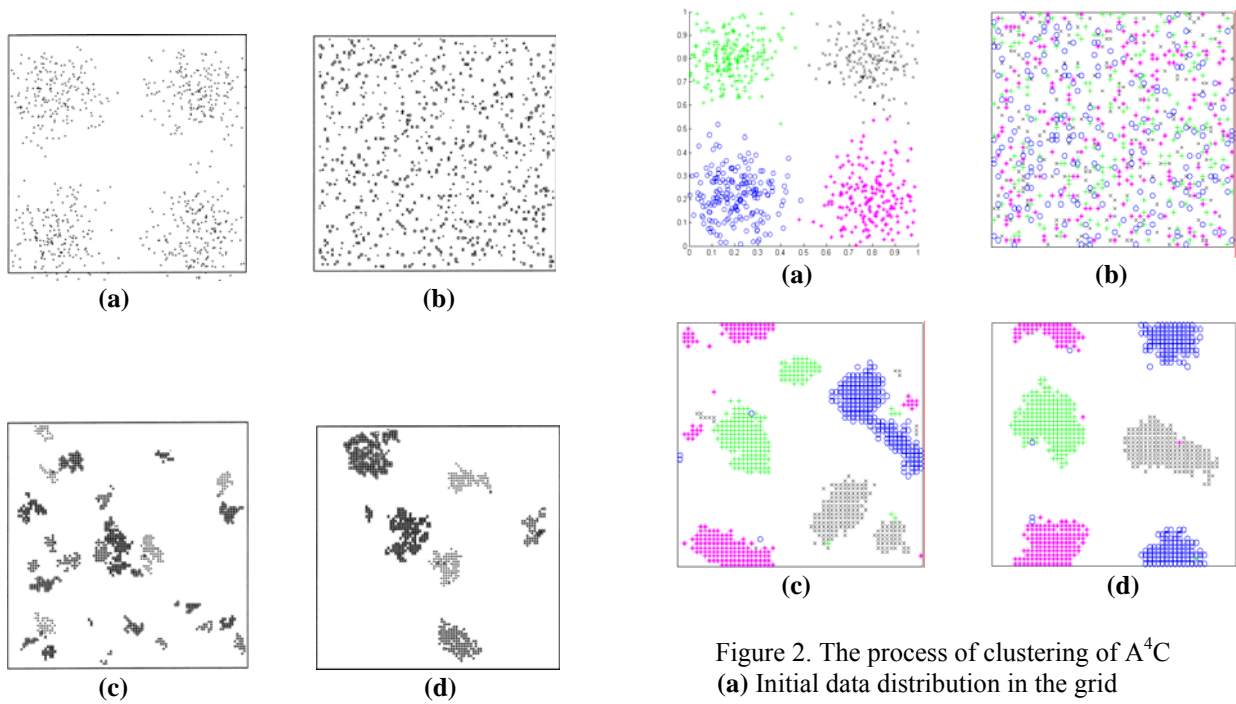 (a)
(b)
(c)
(d)
1
0.9
0.8
0.7
0.6
0.5
0.4
0.3
0.2
0.1
0
0 0.1 0.2 0.3 0.4 0.5 0.6 0.7 0.8 0.9 1
(a)
(b)
(c)
(d)
Figure 2. The process of clustering of A⁴C
(a) Initial data distribution in the grid